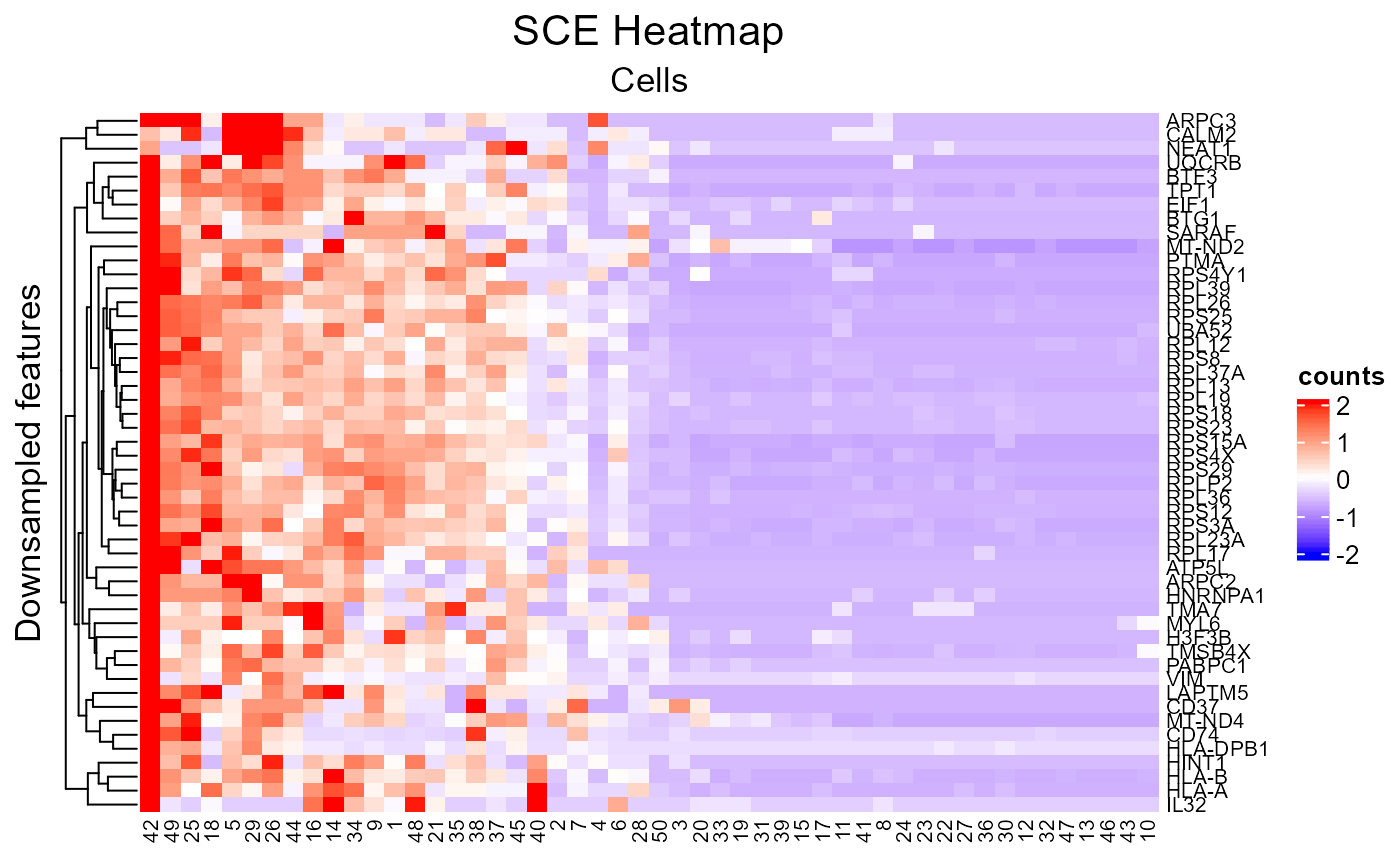 SCE Heatmap
Cells
Downsampled features
ARPC3
CALM2
NEAT1
UQCRB
BTF3
TPT1
EIF1
BTG1
SARAF
MT-ND2
PTMA
RPS4Y1
RPL39
RPL26
RPS25
UBA52
RPL12
RPS8
RPL37A
RPL13
RPL19
RPS18
RPS23
RPS15A
RPS4X
RPS29
RPLP2
RPL36
RPS12
RPS3A
RPL23A
RPL17
ATP5L
ARPC2
HNRNPA1
TMA7
MYL6
H3F3B
TMSB4X
PABPC1
VIM
LAPTM5
CD37
MT-ND4
CD74
HLA-DPB1
HINT1
HLA-B
HLA-A
IL32
42 49 25 18 5 29 26 44 16 14 34 9 1 48 21 35 38 37 45 40 2 7 4 6 28 50 3 20 33 19 31 39 15 17 11 41 8 24 23 22 27 36 30 12 32 47 13 46 43 10
counts
2
1
0
-1
-2